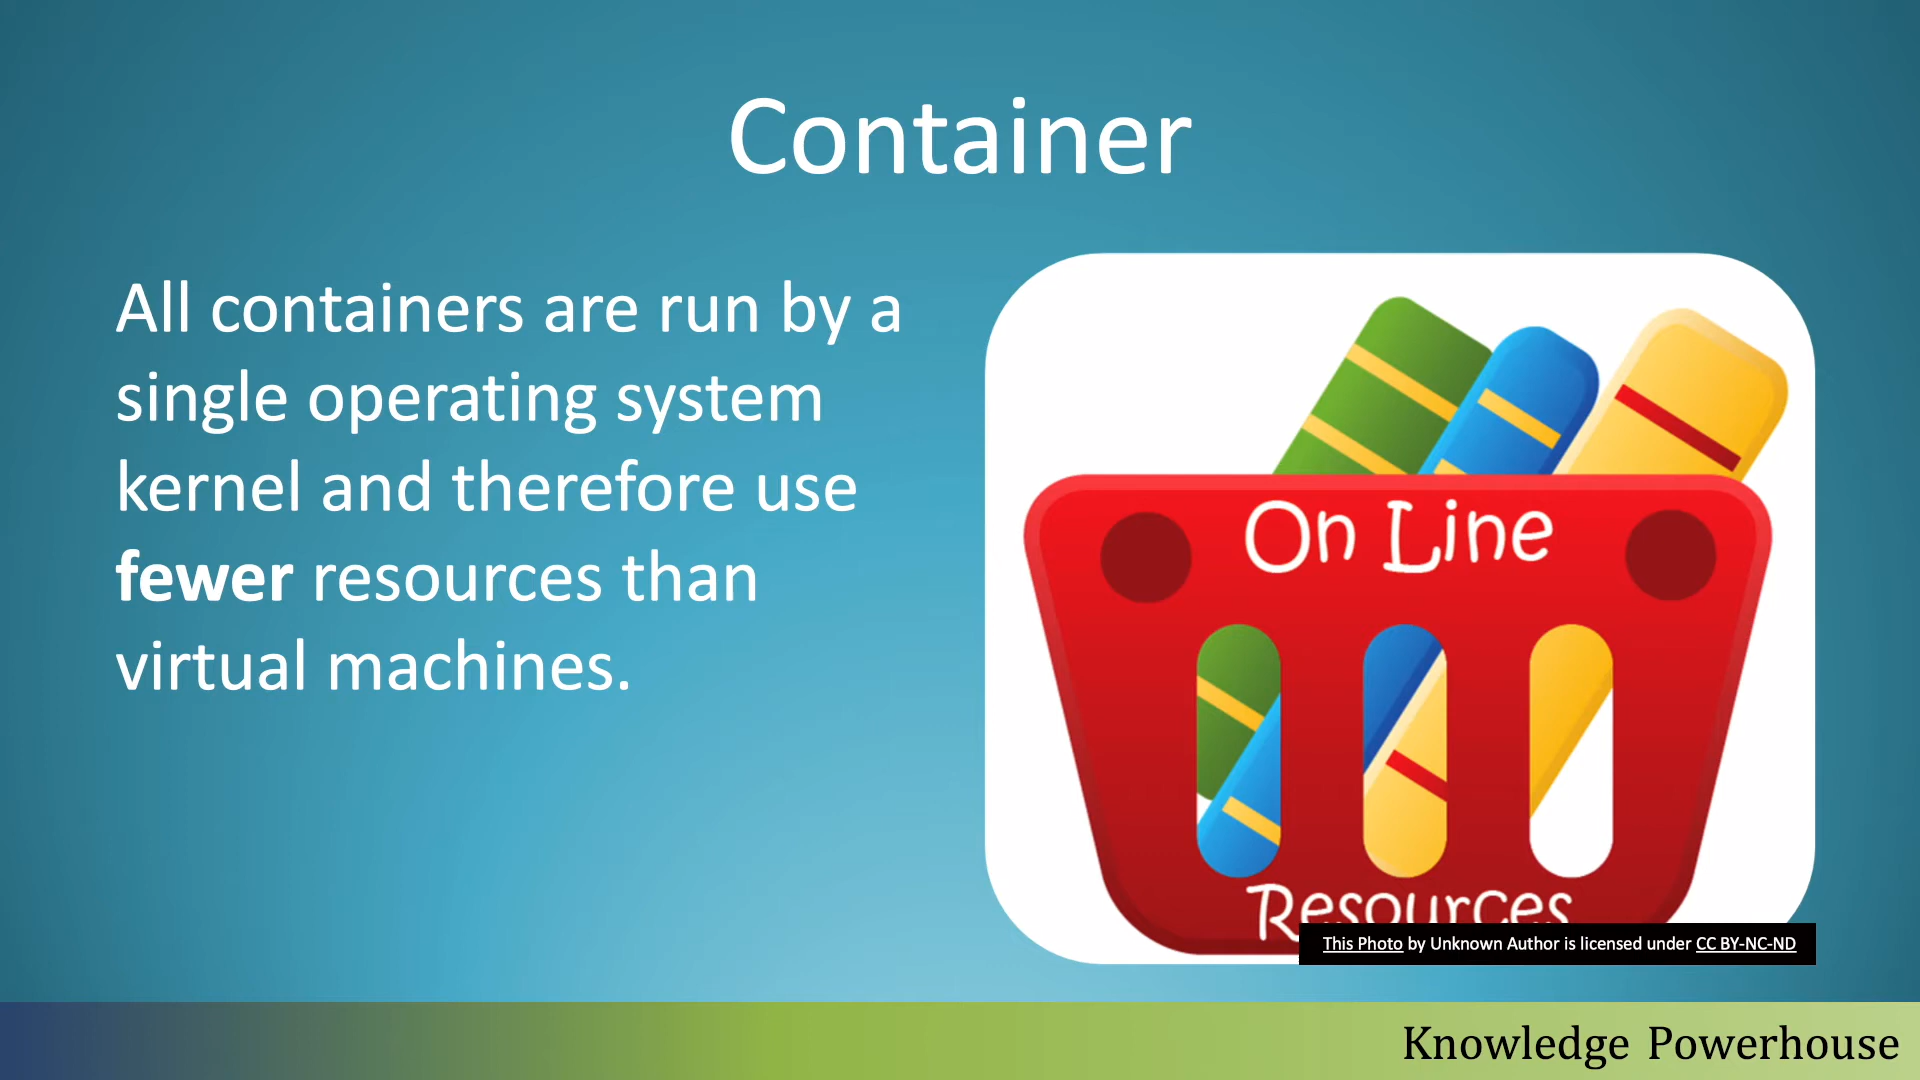 Container
All containers are run by a
single operating system
kernel and therefore use
fewer resources than
virtual machines.
On Line
Resources
This Photo by Unknown Author is licensed under CC BY-NC-ND
Knowledge Powerhouse